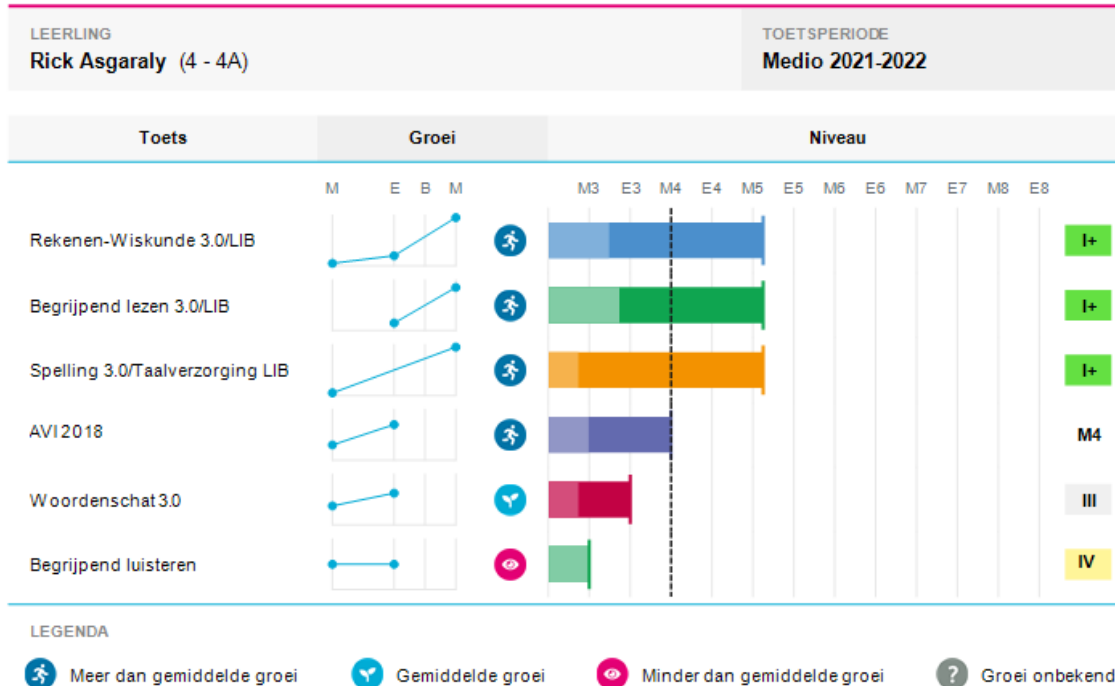 LEERLING
Rick Asgaraly (4 - 4A)
TOETSPERIODE
Medio 2021-2022
Toets Groei Niveau
M E B M M3 E3 M4 E4 M5 E5 M6 E6 M7 E7 M8 E8
Rekenen-Wiskunde 3.0/LIB I+
Begrijpend lezen 3.0/LIB I+
Spelling 3.0/Taalverzorging LIB I+
AVI 2018 M4
Woordenschat 3.0 III
Begrijpend luisteren IV
LEGENDA
Meer dan gemiddelde groei Gemiddelde groei Minder dan gemiddelde groei ? Groei onbekend